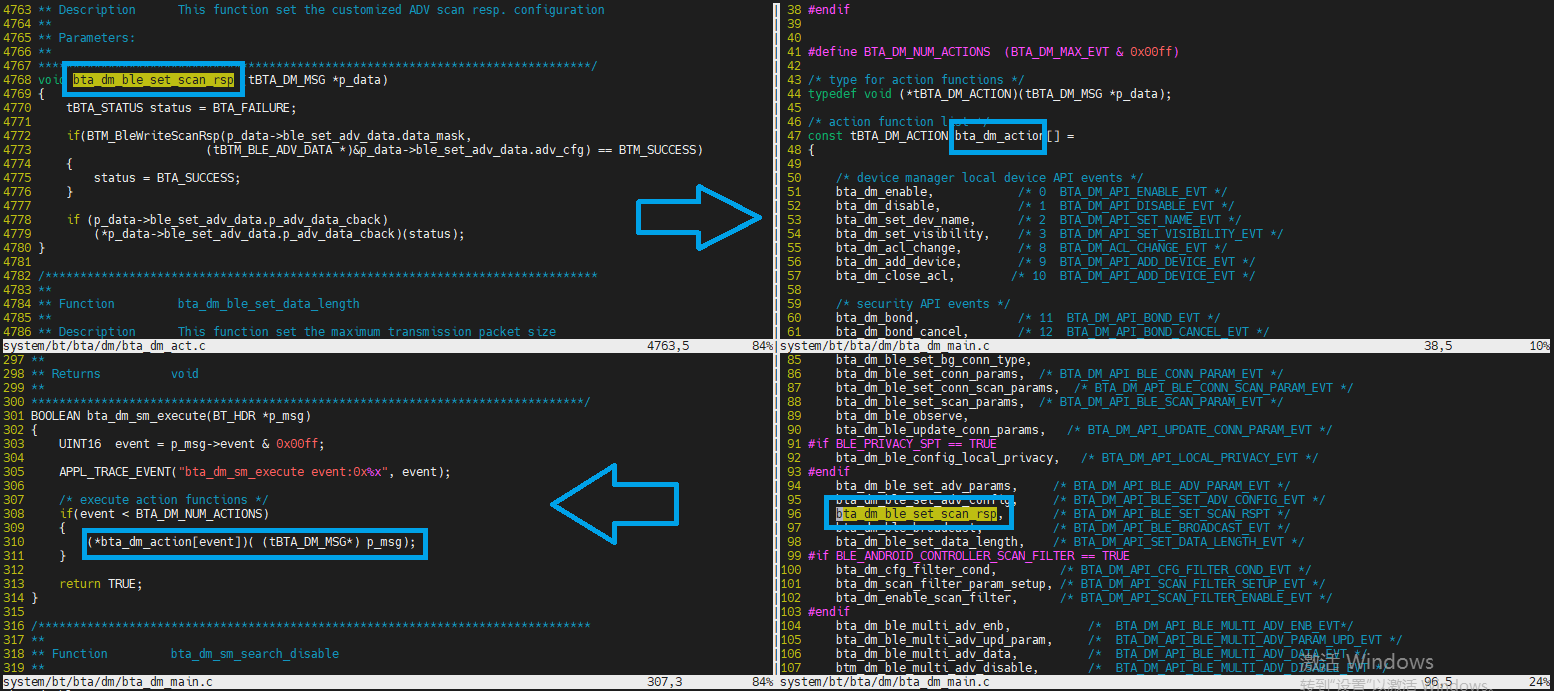 4763 ** Description      This function set the customized ADV scan resp. configuration
4764 **
4765 ** Parameters:
4766 **
4767 *******************************************************************************/
4768 void bta_dm_ble_set_scan_rsp tBTA_DM_MSG *p_data)
4769 {
4770     tBTA_STATUS status = BTA_FAILURE;
4771
4772     if(BTM_BleWriteScanRsp(p_data->ble_set_adv_data.data_mask,
4773                         (tBTM_BLE_ADV_DATA *)&p_data->ble_set_adv_data.adv_cfg) == BTM_SUCCESS)
4774     {
4775         status = BTA_SUCCESS;
4776     }
4777
4778     if (p_data->ble_set_adv_data.p_adv_data_cback)
4779         (*p_data->ble_set_adv_data.p_adv_data_cback)(status);
4780 }
4781
4782 /*******************************************************************************
4783 **
4784 ** Function         bta_dm_ble_set_data_length
4785 **
4786 ** Description      This function set the maximum transmission packet size
system/bt/bta/dm/bta_dm_act.c 4763,5 84%
38 #endif
39
40
41 #define BTA_DM_NUM_ACTIONS  (BTA_DM_MAX_EVT & 0x00ff)
42
43 /* type for action functions */
44 typedef void (*tBTA_DM_ACTION)(tBTA_DM_MSG *p_data);
45
46 /* action function list */
47 const tBTA_DM_ACTION bta_dm_action[] =
48 {
49
50     /* device manager local device API events */
51     bta_dm_enable,            /* 0  BTA_DM_API_ENABLE_EVT */
52     bta_dm_disable,           /* 1  BTA_DM_API_DISABLE_EVT */
53     bta_dm_set_dev_name,      /* 2  BTA_DM_API_SET_NAME_EVT */
54     bta_dm_set_visibility,    /* 3  BTA_DM_API_SET_VISIBILITY_EVT */
55     bta_dm_acl_change,        /* 8  BTA_DM_ACL_CHANGE_EVT */
56     bta_dm_add_device,        /* 9  BTA_DM_API_ADD_DEVICE_EVT */
57     bta_dm_close_acl,        /* 10  BTA_DM_API_ADD_DEVICE_EVT */
58
59     /* security API events */
60     bta_dm_bond,              /* 11  BTA_DM_API_BOND_EVT */
61     bta_dm_bond_cancel,       /* 12  BTA_DM_API_BOND_CANCEL_EVT */
system/bt/bta/dm/bta_dm_main.c 38,5 10%
297 **
298 ** Returns          void
299 **
300 *******************************************************************************/
301 BOOLEAN bta_dm_sm_execute(BT_HDR *p_msg)
302 {
303     UINT16  event = p_msg->event & 0x00ff;
304
305     APPL_TRACE_EVENT("bta_dm_sm_execute event:0x%x", event);
306
307     /* execute action functions */
308     if(event < BTA_DM_NUM_ACTIONS)
309     {
310         (*bta_dm_action[event])( (tBTA_DM_MSG*) p_msg);
311     }
312
313     return TRUE;
314 }
315
316 /*******************************************************************************
317 **
318 ** Function         bta_dm_sm_search_disable
319 **
system/bt/bta/dm/bta_dm_main.c 307,3 84%
85     bta_dm_ble_set_bg_conn_type,
86     bta_dm_ble_set_conn_params,  /* BTA_DM_API_BLE_CONN_PARAM_EVT */
87     bta_dm_ble_set_conn_scan_params,  /* BTA_DM_API_BLE_CONN_SCAN_PARAM_EVT */
88     bta_dm_ble_set_scan_params,  /* BTA_DM_API_BLE_SCAN_PARAM_EVT */
89     bta_dm_ble_observe,
90     bta_dm_ble_update_conn_params,   /* BTA_DM_API_UPDATE_CONN_PARAM_EVT */
91 #if BLE_PRIVACY_SPT == TRUE
92     bta_dm_ble_config_local_privacy,   /* BTA_DM_API_LOCAL_PRIVACY_EVT */
93 #endif
94     bta_dm_ble_set_adv_params,     /* BTA_DM_API_BLE_ADV_PARAM_EVT */
95     bta_dm_ble_set_adv_config,     /* BTA_DM_API_BLE_SET_ADV_CONFIG_EVT */
96     bta_dm_ble_set_scan_rsp,       /* BTA_DM_API_BLE_SET_SCAN_RSPT */
97     bta_dm_ble_broadcast,          /* BTA_DM_API_BLE_BROADCAST_EVT */
98     bta_dm_ble_set_data_length,    /* BTA_DM_API_SET_DATA_LENGTH_EVT */
99 #if BLE_ANDROID_CONTROLLER_SCAN_FILTER == TRUE
100     bta_dm_cfg_filter_cond,         /* BTA_DM_API_CFG_FILTER_COND_EVT */
101     bta_dm_scan_filter_param_setup, /* BTA_DM_API_SCAN_FILTER_SETUP_EVT */
102     bta_dm_enable_scan_filter,      /* BTA_DM_API_SCAN_FILTER_ENABLE_EVT */
103 #endif
104     bta_dm_ble_multi_adv_enb,           /*  BTA_DM_API_BLE_MULTI_ADV_ENB_EVT*/
105     bta_dm_ble_multi_adv_upd_param,     /*  BTA_DM_API_BLE_MULTI_ADV_PARAM_UPD_EVT */
106     bta_dm_ble_multi_adv_data,          /*  BTA_DM_API_BLE_MULTI_ADV_DATA_EVT */
107     btm_dm_ble_multi_adv_disable,       /*  BTA_DM_API_BLE_MULTI_ADV_DISABLE_EVT */
system/bt/bta/dm/bta_dm_main.c 96,5 24%
激活 Windows
转到"设置"以激活 Windows。